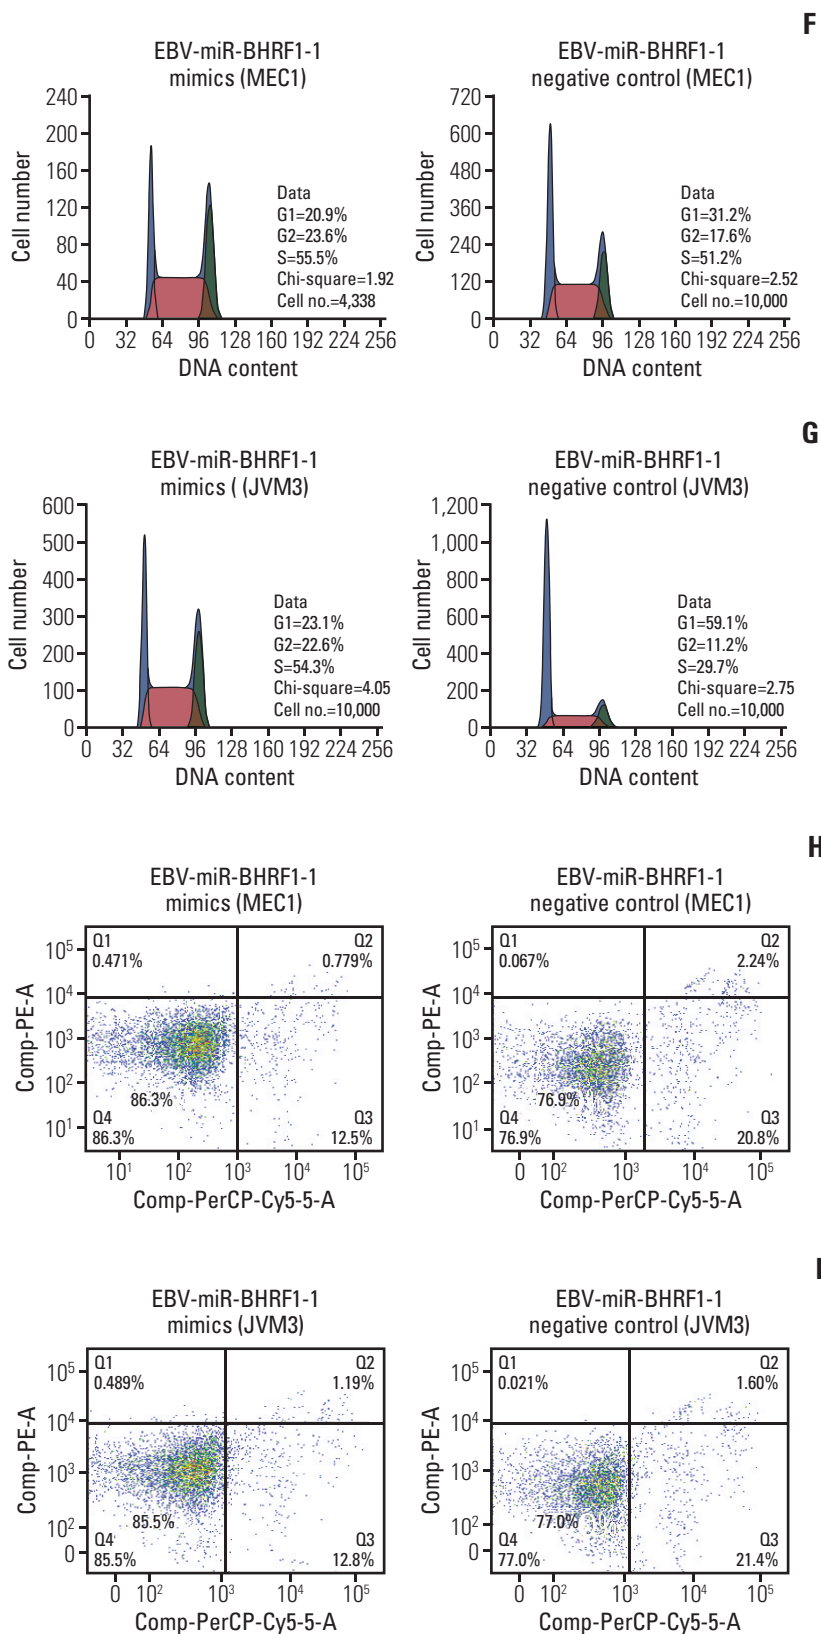 F
EBV-miR-BHRF1-1
mimics (MEC1)
240
200
160
120
80
40
0
Cell number
Data
G1=20.9%
G2=23.6%
S=55.5%
Chi-square=1.92
Cell no.=4,338
0 32 64 96 128 160 192 224 256
DNA content
EBV-miR-BHRF1-1
negative control (MEC1)
720
600
480
360
240
120
0
Cell number
Data
G1=31.2%
G2=17.6%
S=51.2%
Chi-square=2.52
Cell no.=10,000
0 32 64 96 128 160 192 224 256
DNA content
G
EBV-miR-BHRF1-1
mimics ( (JVM3)
600
500
400
300
200
100
0
Cell number
Data
G1=23.1%
G2=22.6%
S=54.3%
Chi-square=4.05
Cell no.=10,000
0 32 64 96 128 160 192 224 256
DNA content
EBV-miR-BHRF1-1
negative control (JVM3)
1,200
1,000
800
600
400
200
0
Cell number
Data
G1=59.1%
G2=11.2%
S=29.7%
Chi-square=2.75
Cell no.=10,000
0 32 64 96 128 160 192 224 256
DNA content
H
EBV-miR-BHRF1-1
mimics (MEC1)
Q1
0.471%
Q2
0.779%
10⁵
10⁴
10³
10²
10¹
Comp-PE-A
86.3%
Q4
86.3%
Q3
12.5%
10¹ 10² 10³ 10⁴ 10⁵
Comp-PerCP-Cy5-5-A
EBV-miR-BHRF1-1
negative control (MEC1)
Q1
0.067%
Q2
2.24%
10⁵
10⁴
10³
10²
10¹
Comp-PE-A
76.9%
Q4
76.9%
Q3
20.8%
0 10² 10³ 10⁴ 10⁵
Comp-PerCP-Cy5-5-A
EBV-miR-BHRF1-1
mimics (JVM3)
Q1
0.489%
Q2
1.19%
10⁵
10⁴
10³
10²
0
Comp-PE-A
85.5%
Q4
85.5%
Q3
12.8%
0 10² 10³ 10⁴ 10⁵
Comp-PerCP-Cy5-5-A
EBV-miR-BHRF1-1
negative control (JVM3)
Q1
0.021%
Q2
1.60%
10⁵
10⁴
10³
10²
0
Comp-PE-A
77.0%
Q4
77.0%
Q3
21.4%
0 10² 10³ 10⁴ 10⁵
Comp-PerCP-Cy5-5-A